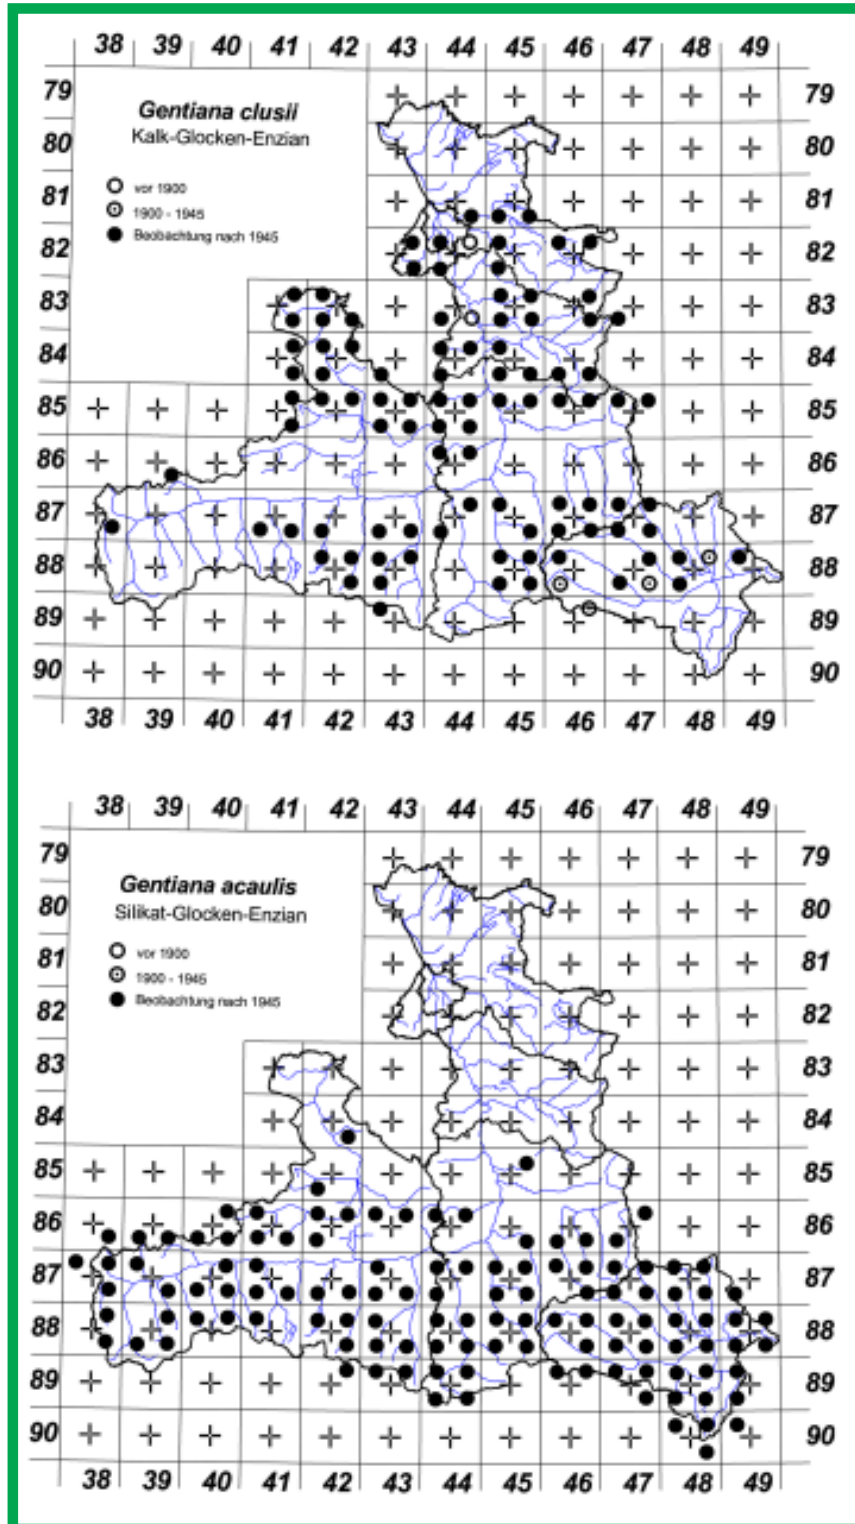 38 39 40 41 42 43 44 45 46 47 48 49
79 79
Gentiana clusii
Kalk-Glocken-Enzian
80 80
81 81
vor 1900
1900 - 1945
Beobachtung nach 1945
82 82
83 83
84 84
85 85
86 86
87 87
88 88
89 89
90 90
38 39 40 41 42 43 44 45 46 47 48 49
38 39 40 41 42 43 44 45 46 47 48 49
79 79
Gentiana acaulis
Silikat-Glocken-Enzian
80 80
vor 1900
81 81
1900 - 1945
Beobachtung nach 1945
82 82
83 83
84 84
85 85
86 86
87 87
88 88
89 89
90 90
38 39 40 41 42 43 44 45 46 47 48 49